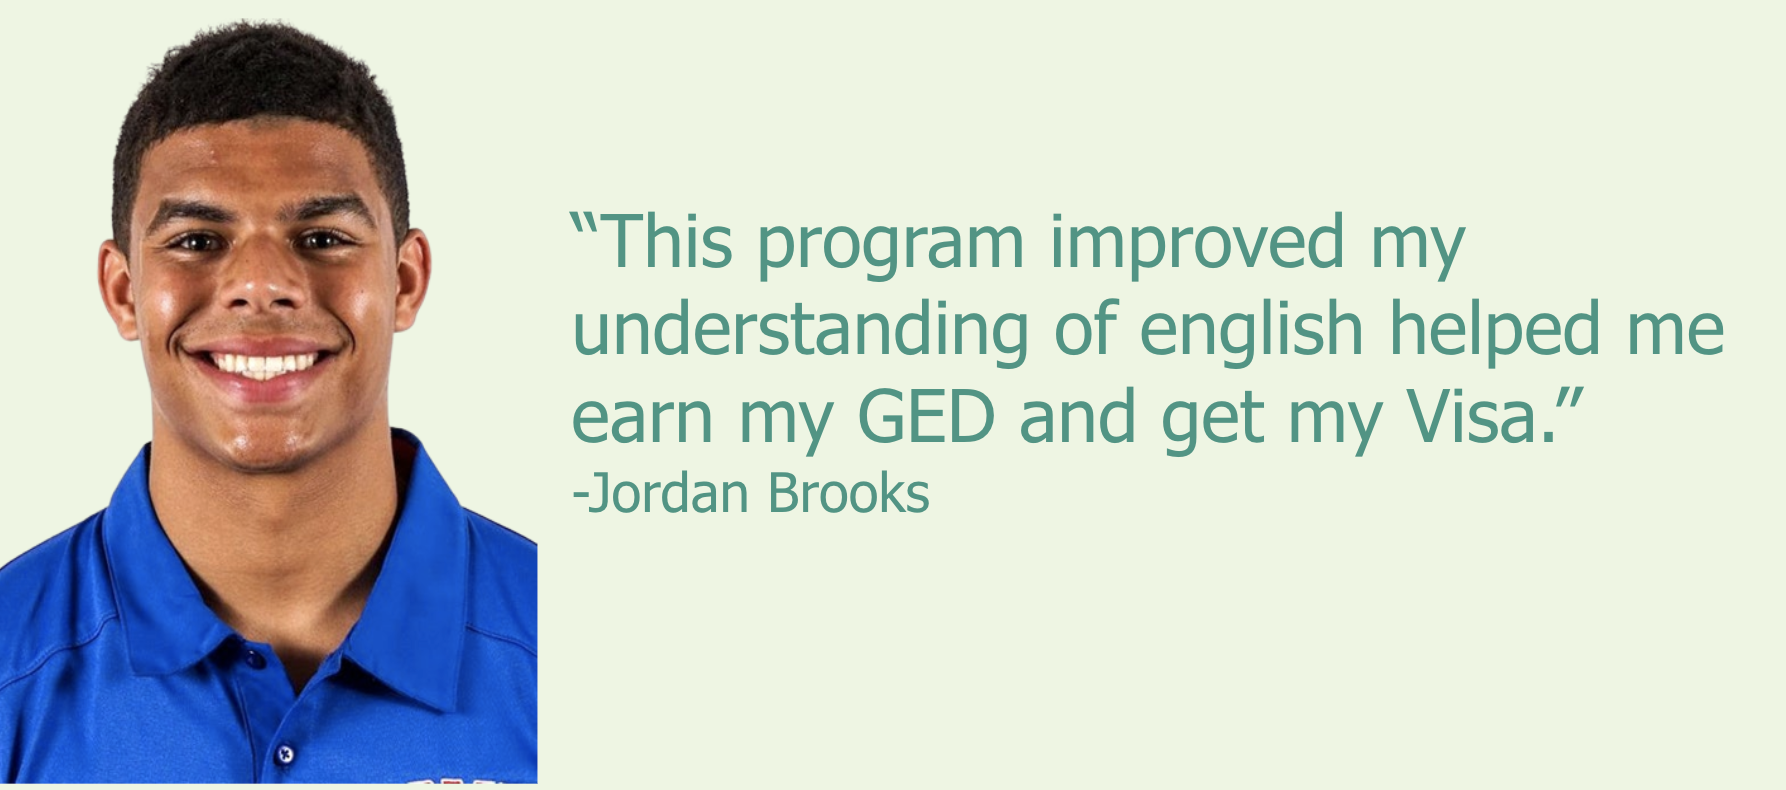 “This program improved my
understanding of english helped me
earn my GED and get my Visa.”
-Jordan Brooks